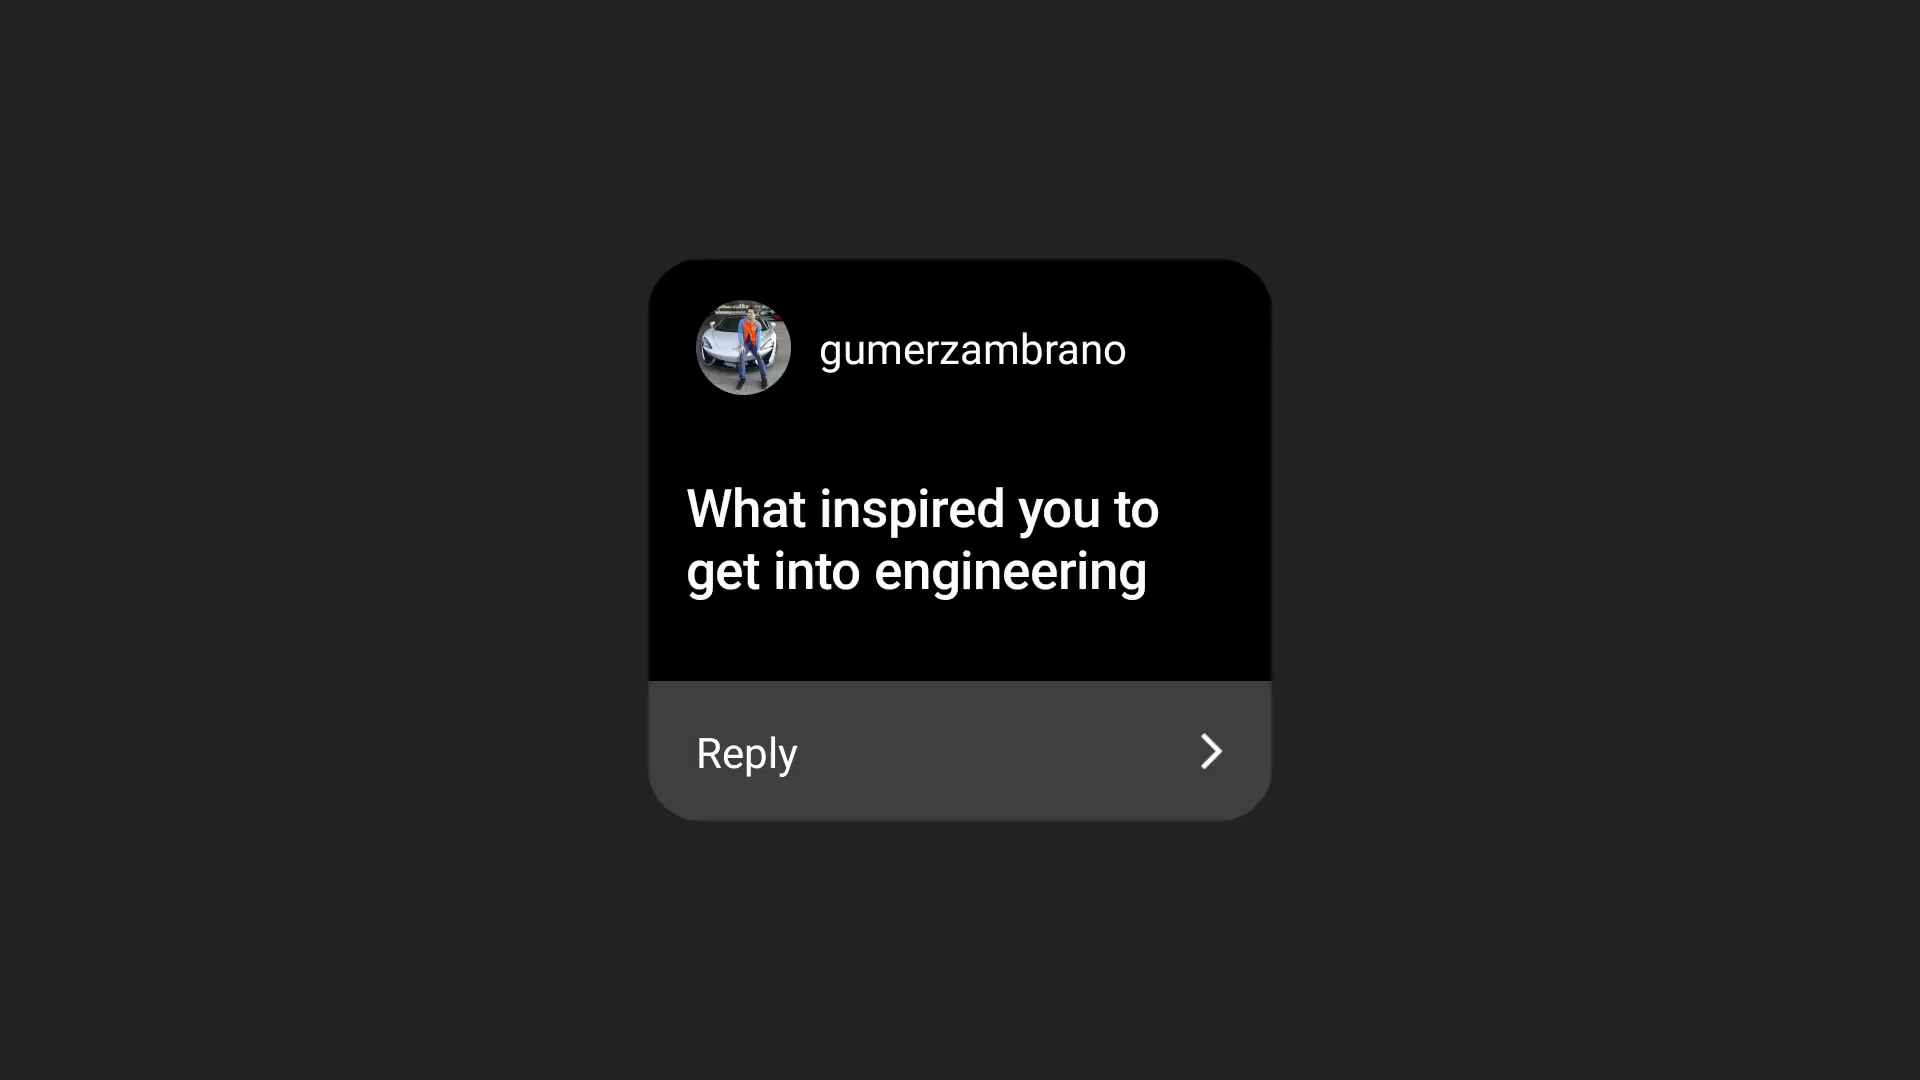 gumerzambrano
What inspired you to
get into engineering
Reply